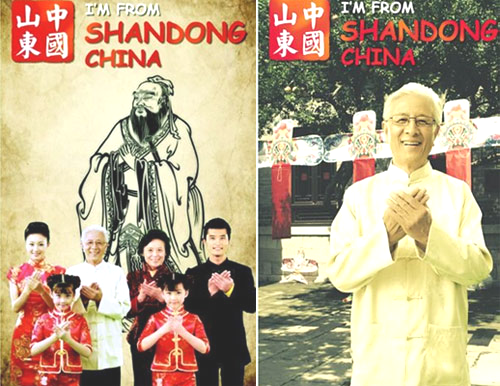 中國
山東
I'M FROM
SHANDONG
CHINA
中國
山東
I'M FROM
SHANDONG
CHINA